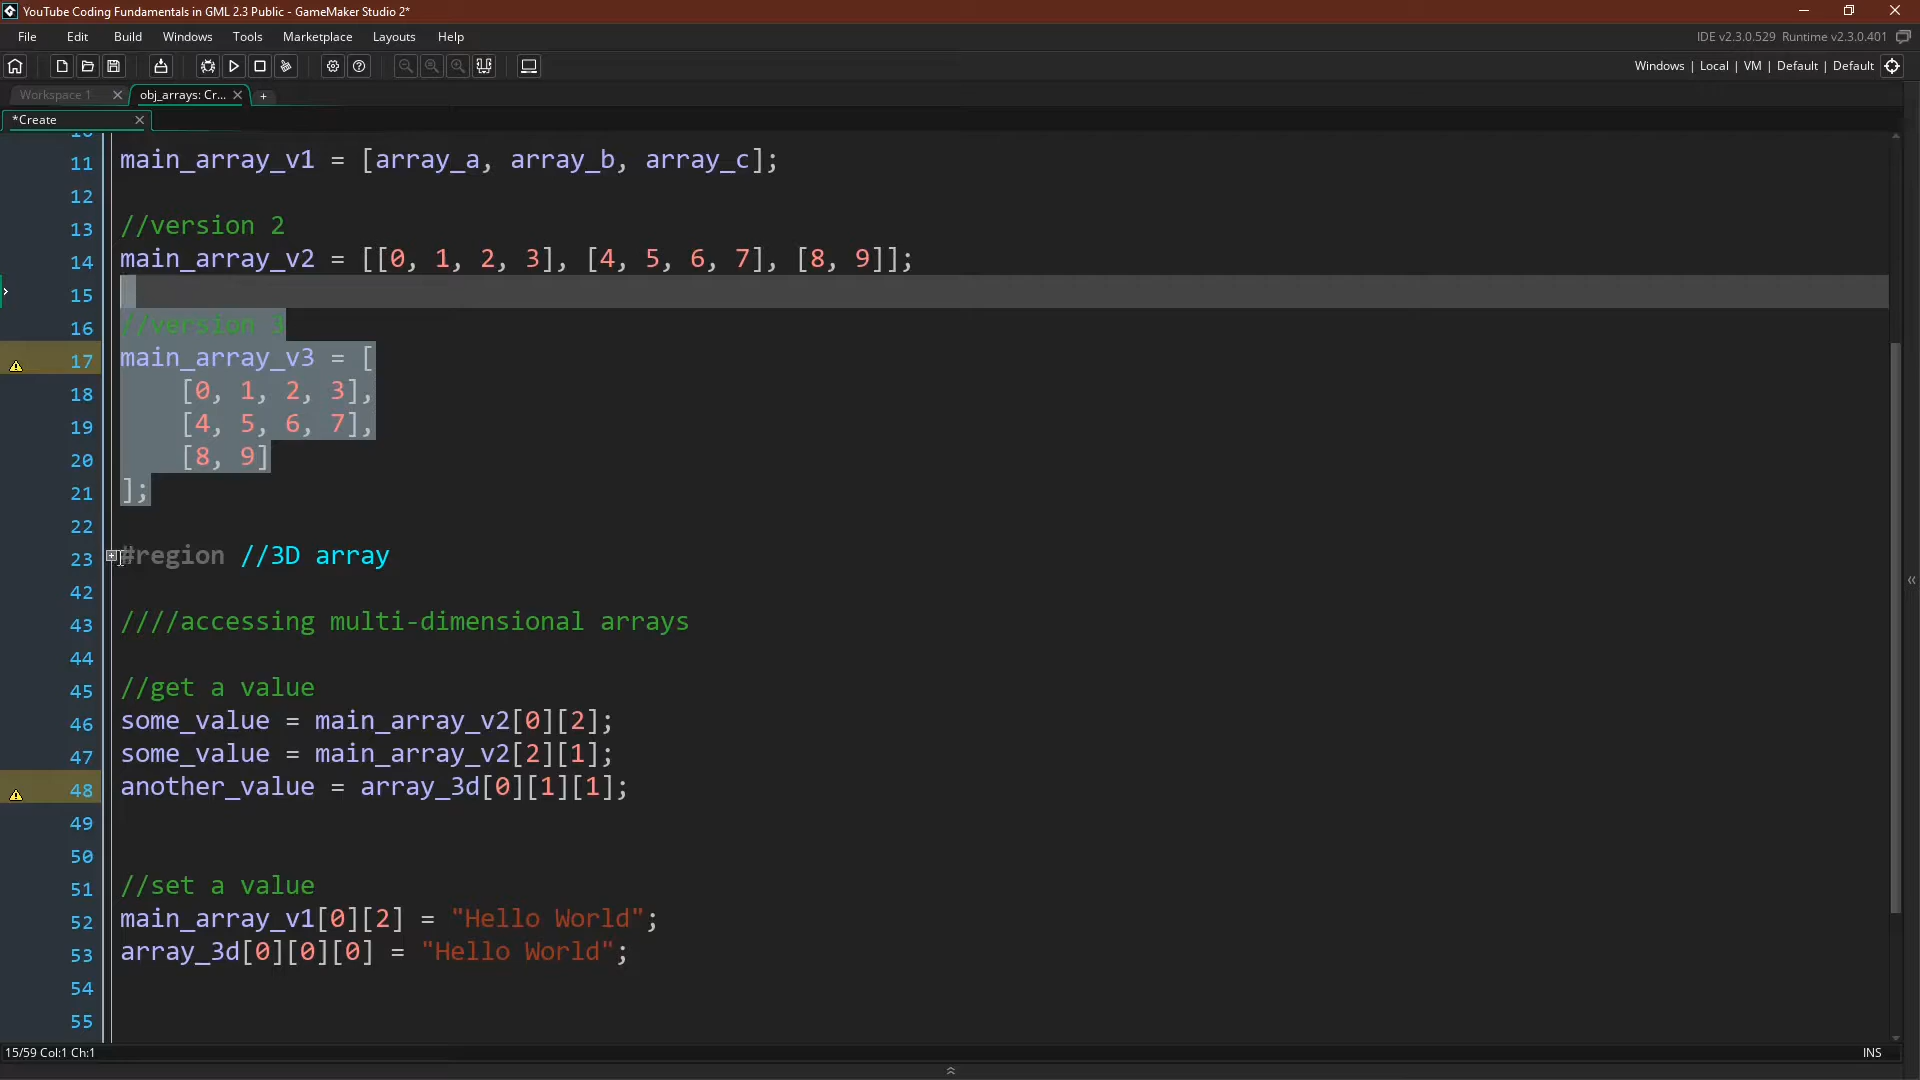 YouTube Coding Fundamentals in GML 2.3 Public - GameMaker Studio 2*
File Edit Build Windows Tools Marketplace Layouts Help
IDE v2.3.0.529 Runtime v2.3.0.401
Windows | Local | VM | Default | Default
Workspace 1
obj_arrays: Cr...
*Create
11 main_array_v1 = [array_a, array_b, array_c];
12
13 //version 2
14 main_array_v2 = [[0, 1, 2, 3], [4, 5, 6, 7], [8, 9]];
15
16 //version 3
17 main_array_v3 = [
18 [0, 1, 2, 3],
19 [4, 5, 6, 7],
20 [8, 9]
21 ];
22
23 #region //3D array
42
43 ////accessing multi-dimensional arrays
44
45 //get a value
46 some_value = main_array_v2[0][2];
47 some_value = main_array_v2[2][1];
48 another_value = array_3d[0][1][1];
49
50
51 //set a value
52 main_array_v1[0][2] = "Hello World";
53 array_3d[0][0][0] = "Hello World";
54
55
15/59 Col:1 Ch:1
INS